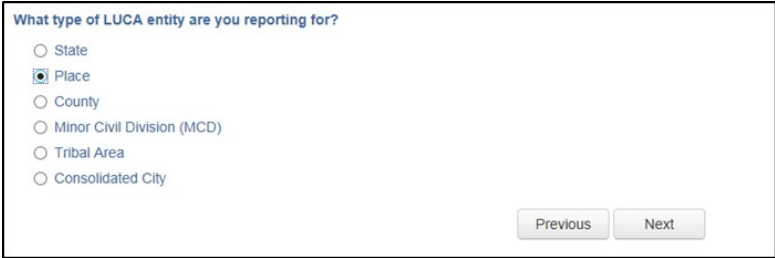 What type of LUCA entity are you reporting for?
State
Place
County
Minor Civil Division (MCD)
Tribal Area
Consolidated City
Previous Next